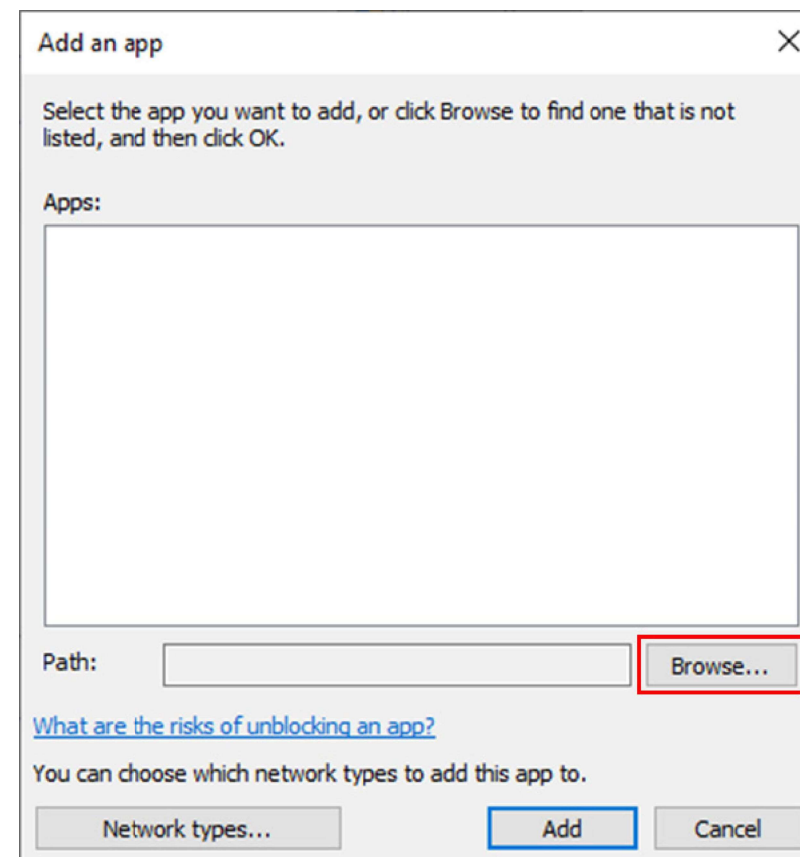 Add an app
Select the app you want to add, or click Browse to find one that is not
listed, and then click OK.
Apps:
Path:
Browse...
What are the risks of unblocking an app?
You can choose which network types to add this app to.
Network types...
Add
Cancel